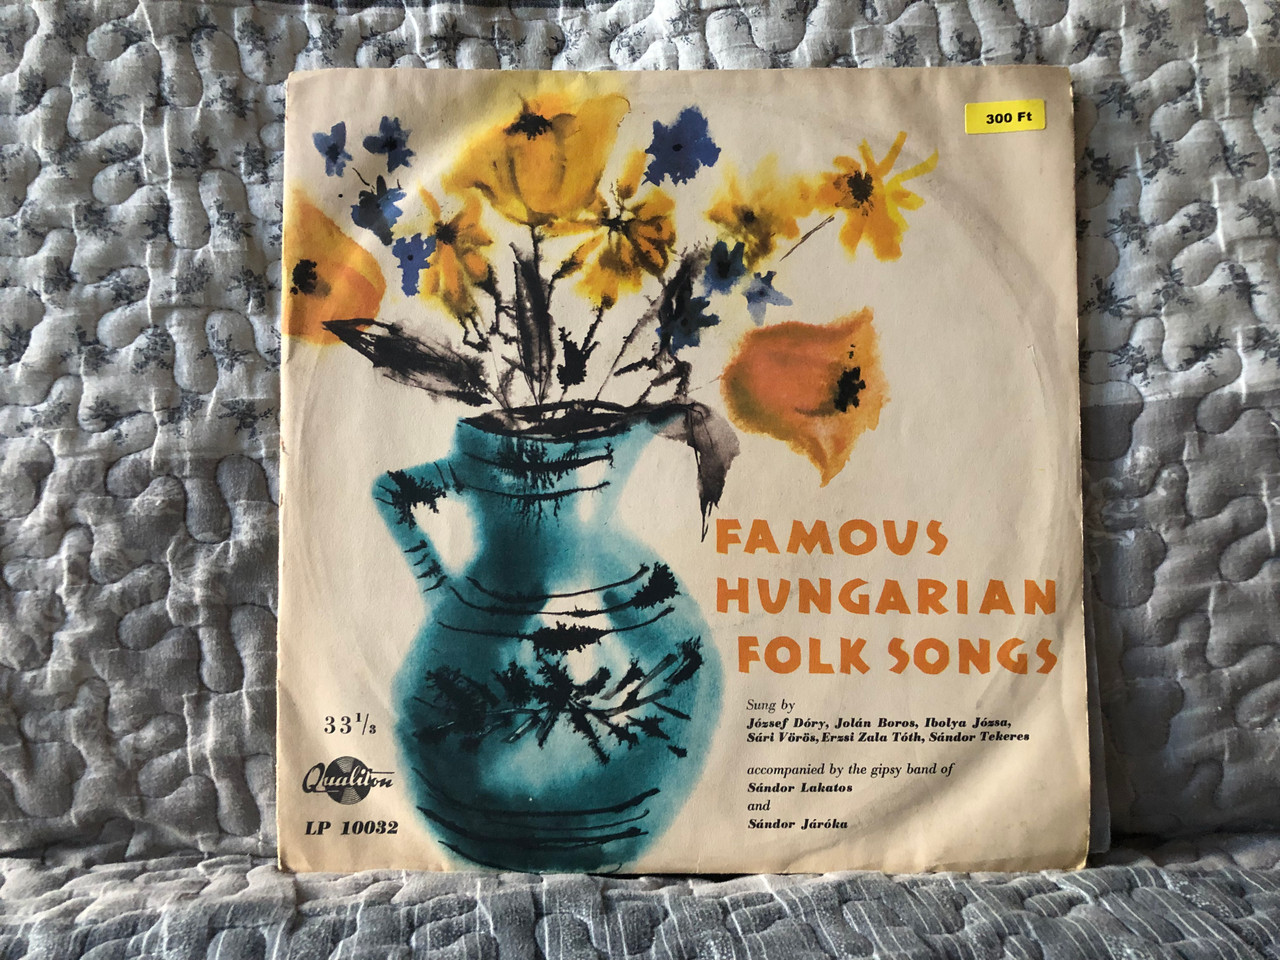 300 Ft
FAMOUS
HUNGARIAN
FOLK SONGS
Sung by
József Dóry, Jolán Boros, Ibolya Józsa,
Sári Vörös, Erzsi Zala Tóth, Sándor Tekeres
accompanied by the gipsy band of
Sándor Lakatos
and
Sándor Járóka
33 1/3
Qualiton
LP 10032